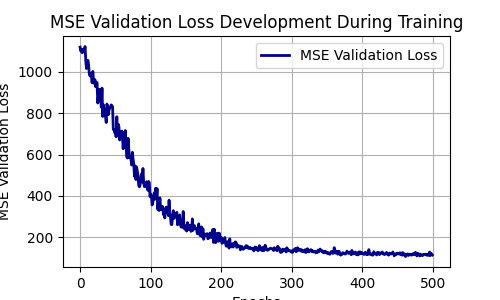 MSE Validation Loss Development During Training
MSE Validation Loss
MSE Validation Loss
1000
800
600
400
200
0 100 200 300 400 500
Epochs